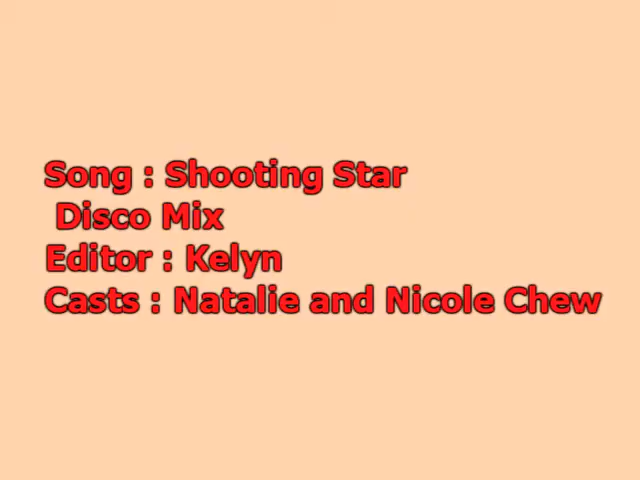 Song : Shooting Star
Disco Mix
Editor : Kelyn
Casts : Natalie and Nicole Chew